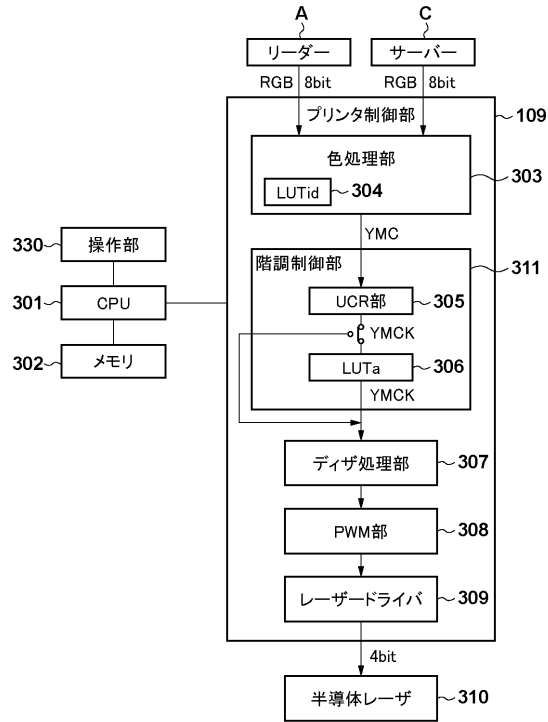 A
C
リーダー
サーバー
RGB 8bit
RGB 8bit
プリンタ制御部
109
色処理部
303
LUTid
304
YMC
330
操作部
階調制御部
311
301
CPU
UCR部
305
YMCK
302
メモリ
LUTa
306
YMCK
ディザ処理部
307
PWM部
308
レーザードライバ
309
4bit
半導体レーザ
310